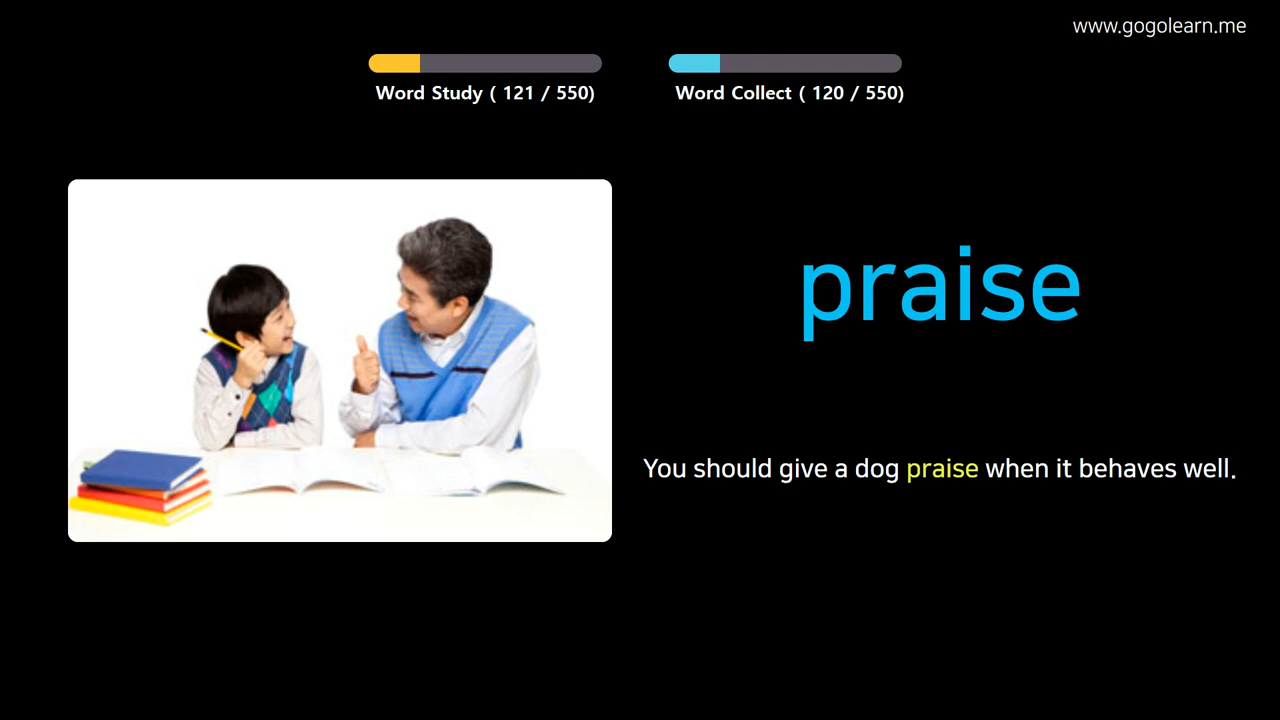 www.gogolearn.me
Word Study ( 121 / 550)
Word Collect ( 120 / 550)
praise
You should give a dog praise when it behaves well.